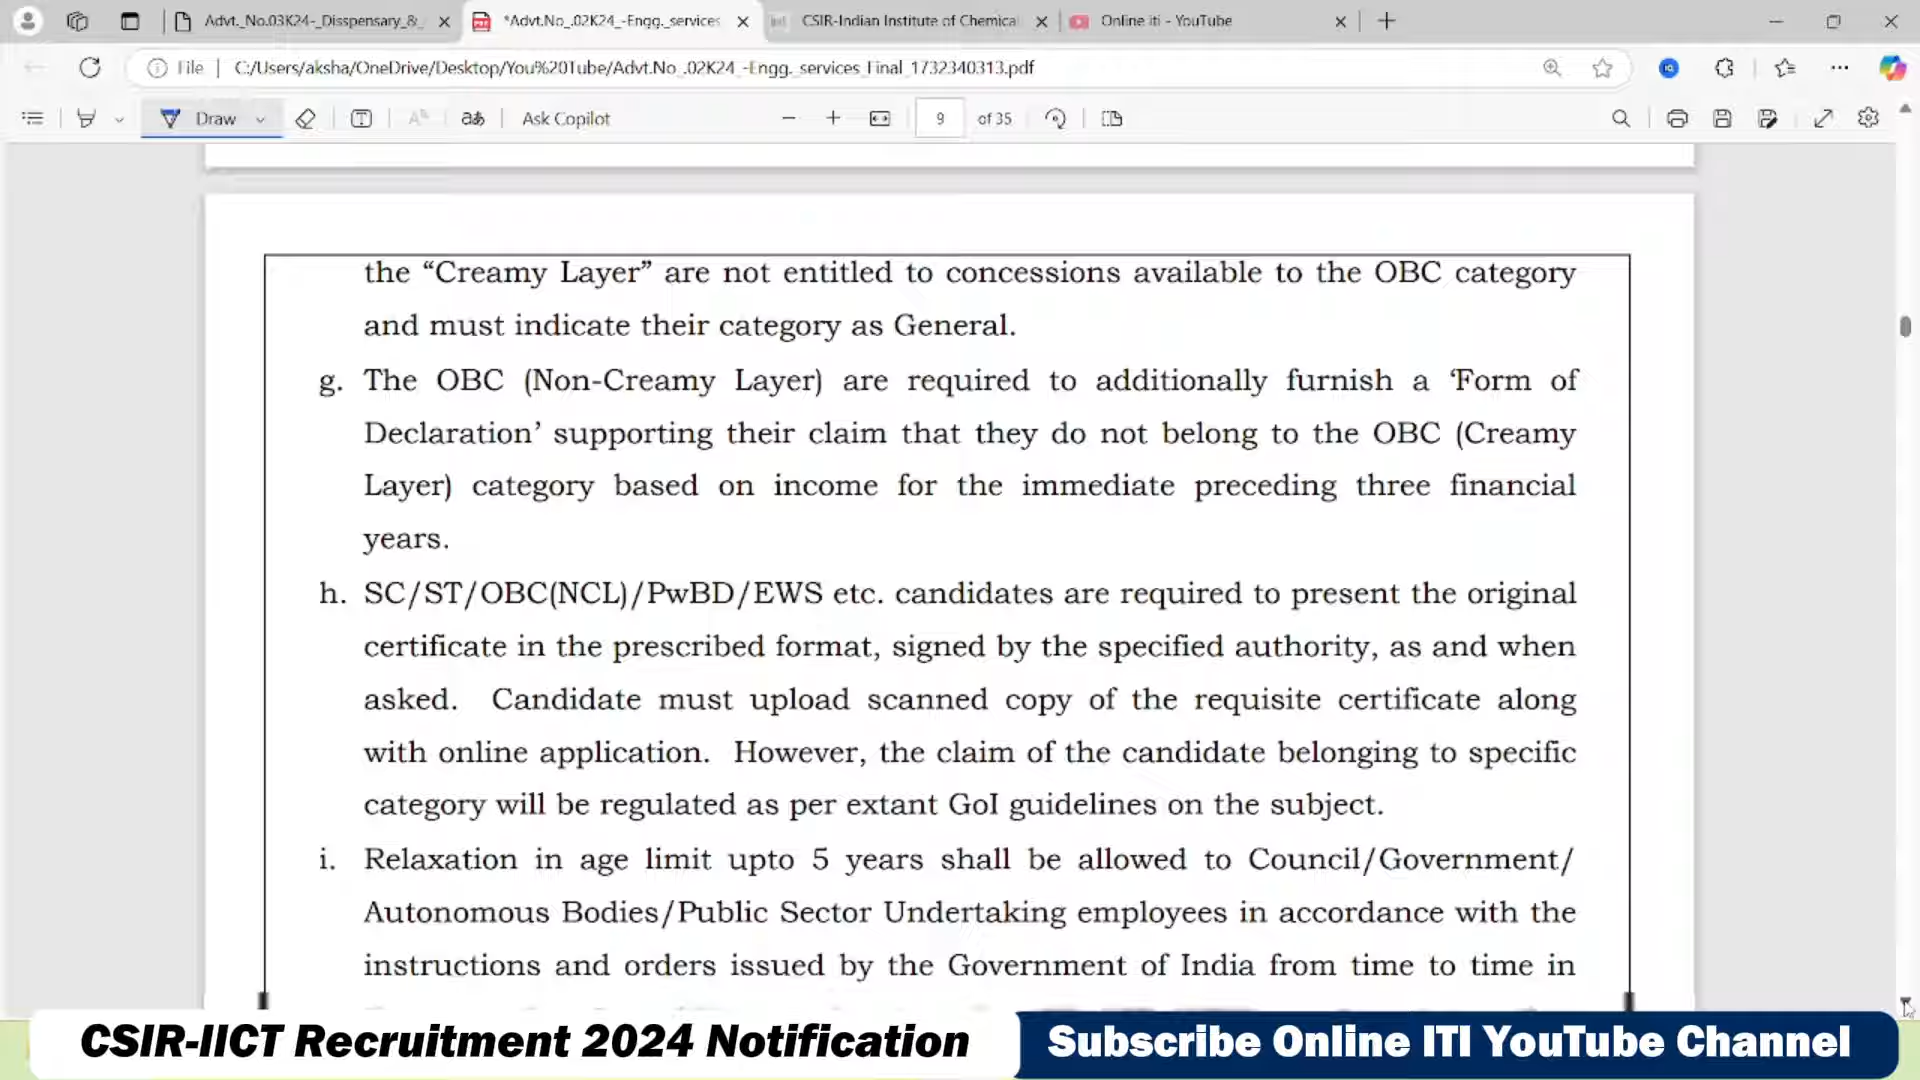 Advt._No.03K24-_Disspensary_&_
*Advt.No_.02K24_-Engg._services
CSIR-Indian Institute of Chemical
Online iti - YouTube
File
C:/Users/aksha/OneDrive/Desktop/You%20Tube/Advt.No_.02K24_-Engg._services_Final_1732340313.pdf
Draw
Ask Copilot
9 of 35
the “Creamy Layer” are not entitled to concessions available to the OBC category
and must indicate their category as General.
g. The OBC (Non-Creamy Layer) are required to additionally furnish a ‘Form of
Declaration’ supporting their claim that they do not belong to the OBC (Creamy
Layer) category based on income for the immediate preceding three financial
years.
h. SC/ST/OBC(NCL)/PwBD/EWS etc. candidates are required to present the original
certificate in the prescribed format, signed by the specified authority, as and when
asked. Candidate must upload scanned copy of the requisite certificate along
with online application. However, the claim of the candidate belonging to specific
category will be regulated as per extant GoI guidelines on the subject.
i. Relaxation in age limit upto 5 years shall be allowed to Council/Government/
Autonomous Bodies/Public Sector Undertaking employees in accordance with the
instructions and orders issued by the Government of India from time to time in
CSIR-IICT Recruitment 2024 Notification
Subscribe Online ITI YouTube Channel